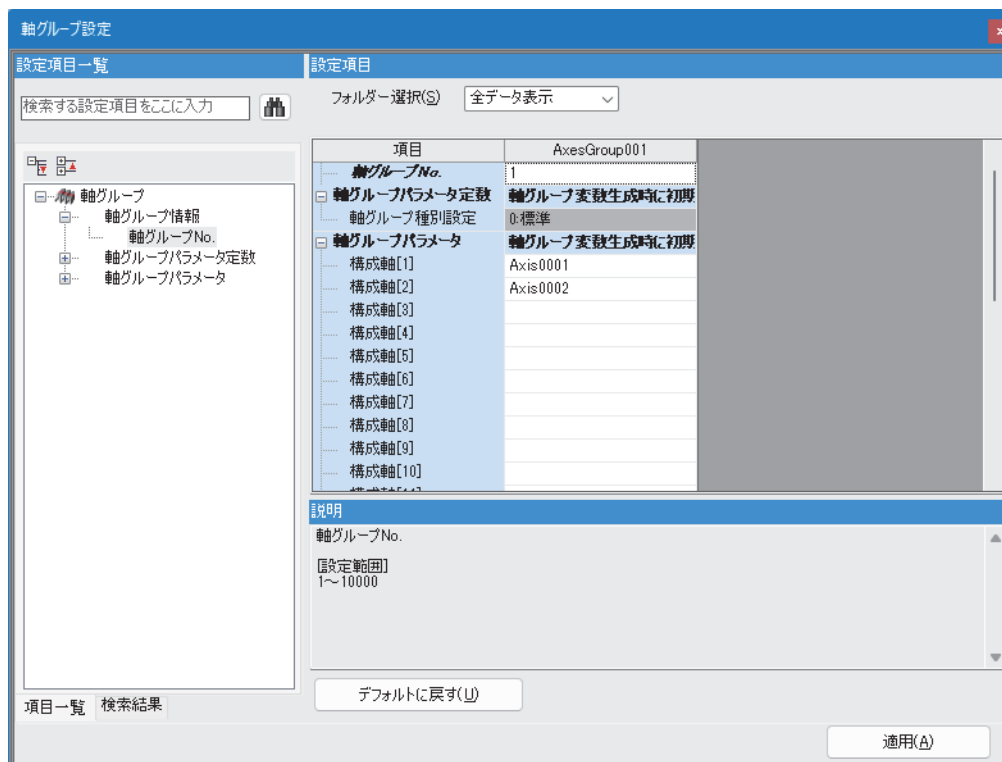 軸グループ設定
設定項目一覧
設定項目
検索する設定項目をここに入力
フォルダー選択(S) 全データ表示
軸グループ
軸グループ情報
軸グループNo.
軸グループパラメータ定数
軸グループパラメータ
項目 AxesGroup001
軸グループNo. 1
軸グループパラメータ定数 軸グループ変数生成時に初期
軸グループ種別設定 0:標準
軸グループパラメータ 軸グループ変数生成時に初期
構成軸[1] Axis0001
構成軸[2] Axis0002
構成軸[3]
構成軸[4]
構成軸[5]
構成軸[6]
構成軸[7]
構成軸[8]
構成軸[9]
構成軸[10]
説明
軸グループNo.
[設定範囲]
1~10000
項目一覧 検索結果
デフォルトに戻す(U)
適用(A)